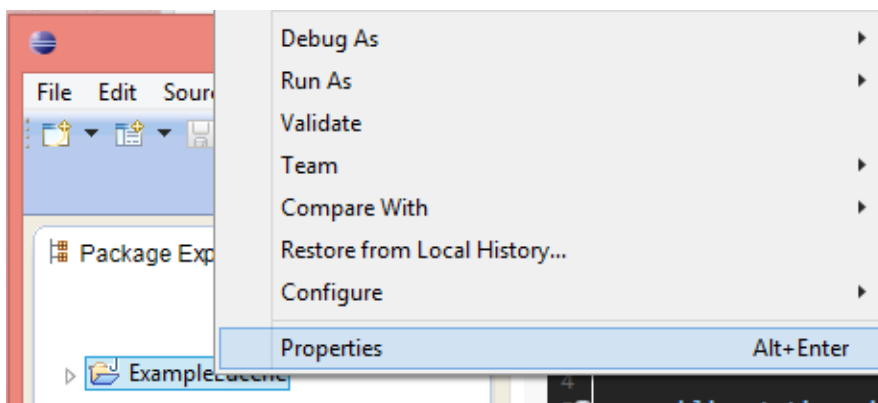 Debug As
Run As
File Edit
Validate
Team
Compare With
Package
Restore from Local History...
Configure
Properties Alt+Enter
4